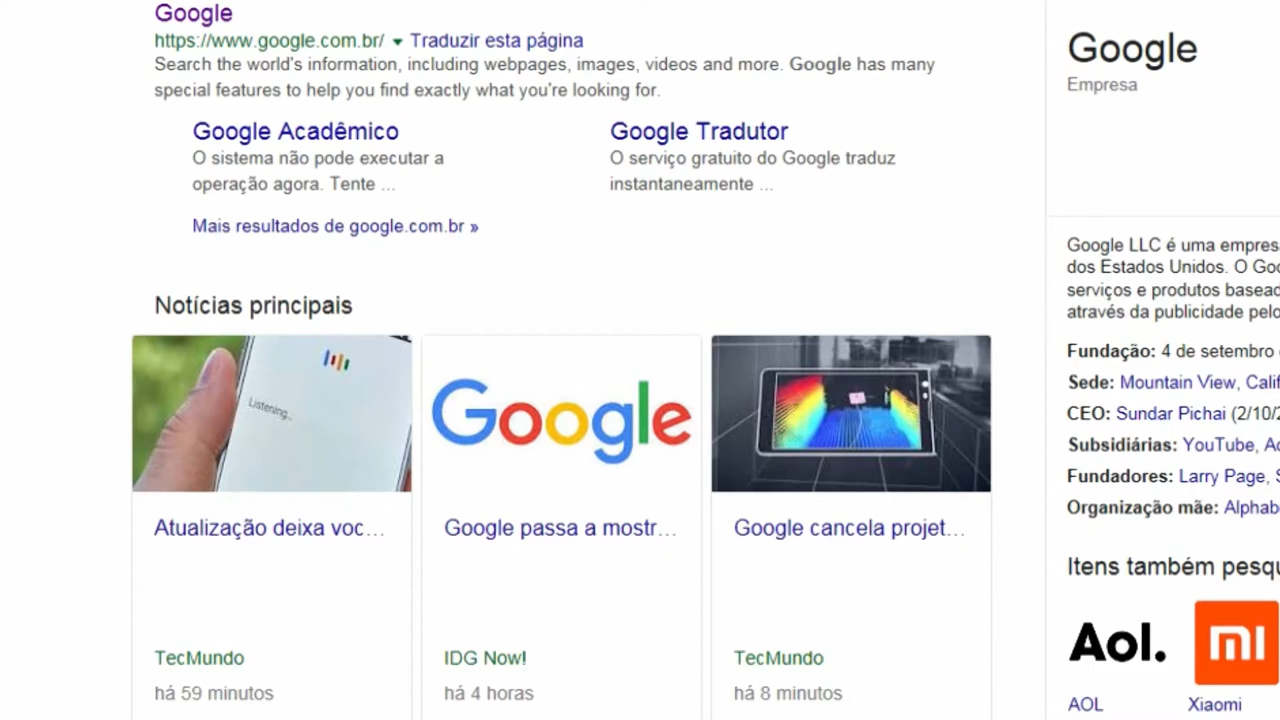 Google
https://www.google.com.br/ Traduzir esta página
Search the world's information, including webpages, images, videos and more. Google has many
special features to help you find exactly what you're looking for.
Google Acadêmico
O sistema não pode executar a
operação agora. Tente ...
Google Tradutor
O serviço gratuito do Google traduz
instantaneamente ...
Mais resultados de google.com.br »
Notícias principais
Listening...
Atualização deixa voc...
TecMundo
há 59 minutos
Google
Google passa a mostr...
IDG Now!
há 4 horas
Google cancela projet...
TecMundo
há 8 minutos
Google
Empresa
Google LLC é uma empres
dos Estados Unidos. O Goo
serviços e produtos basead
através da publicidade pelo
Fundação: 4 de setembro
Sede: Mountain View, Calif
CEO: Sundar Pichai (2/10/2
Subsidiárias: YouTube, Ad
Fundadores: Larry Page, S
Organização mãe: Alphab
Itens também pesqu
Aol.
mi
AOL
Xiaomi